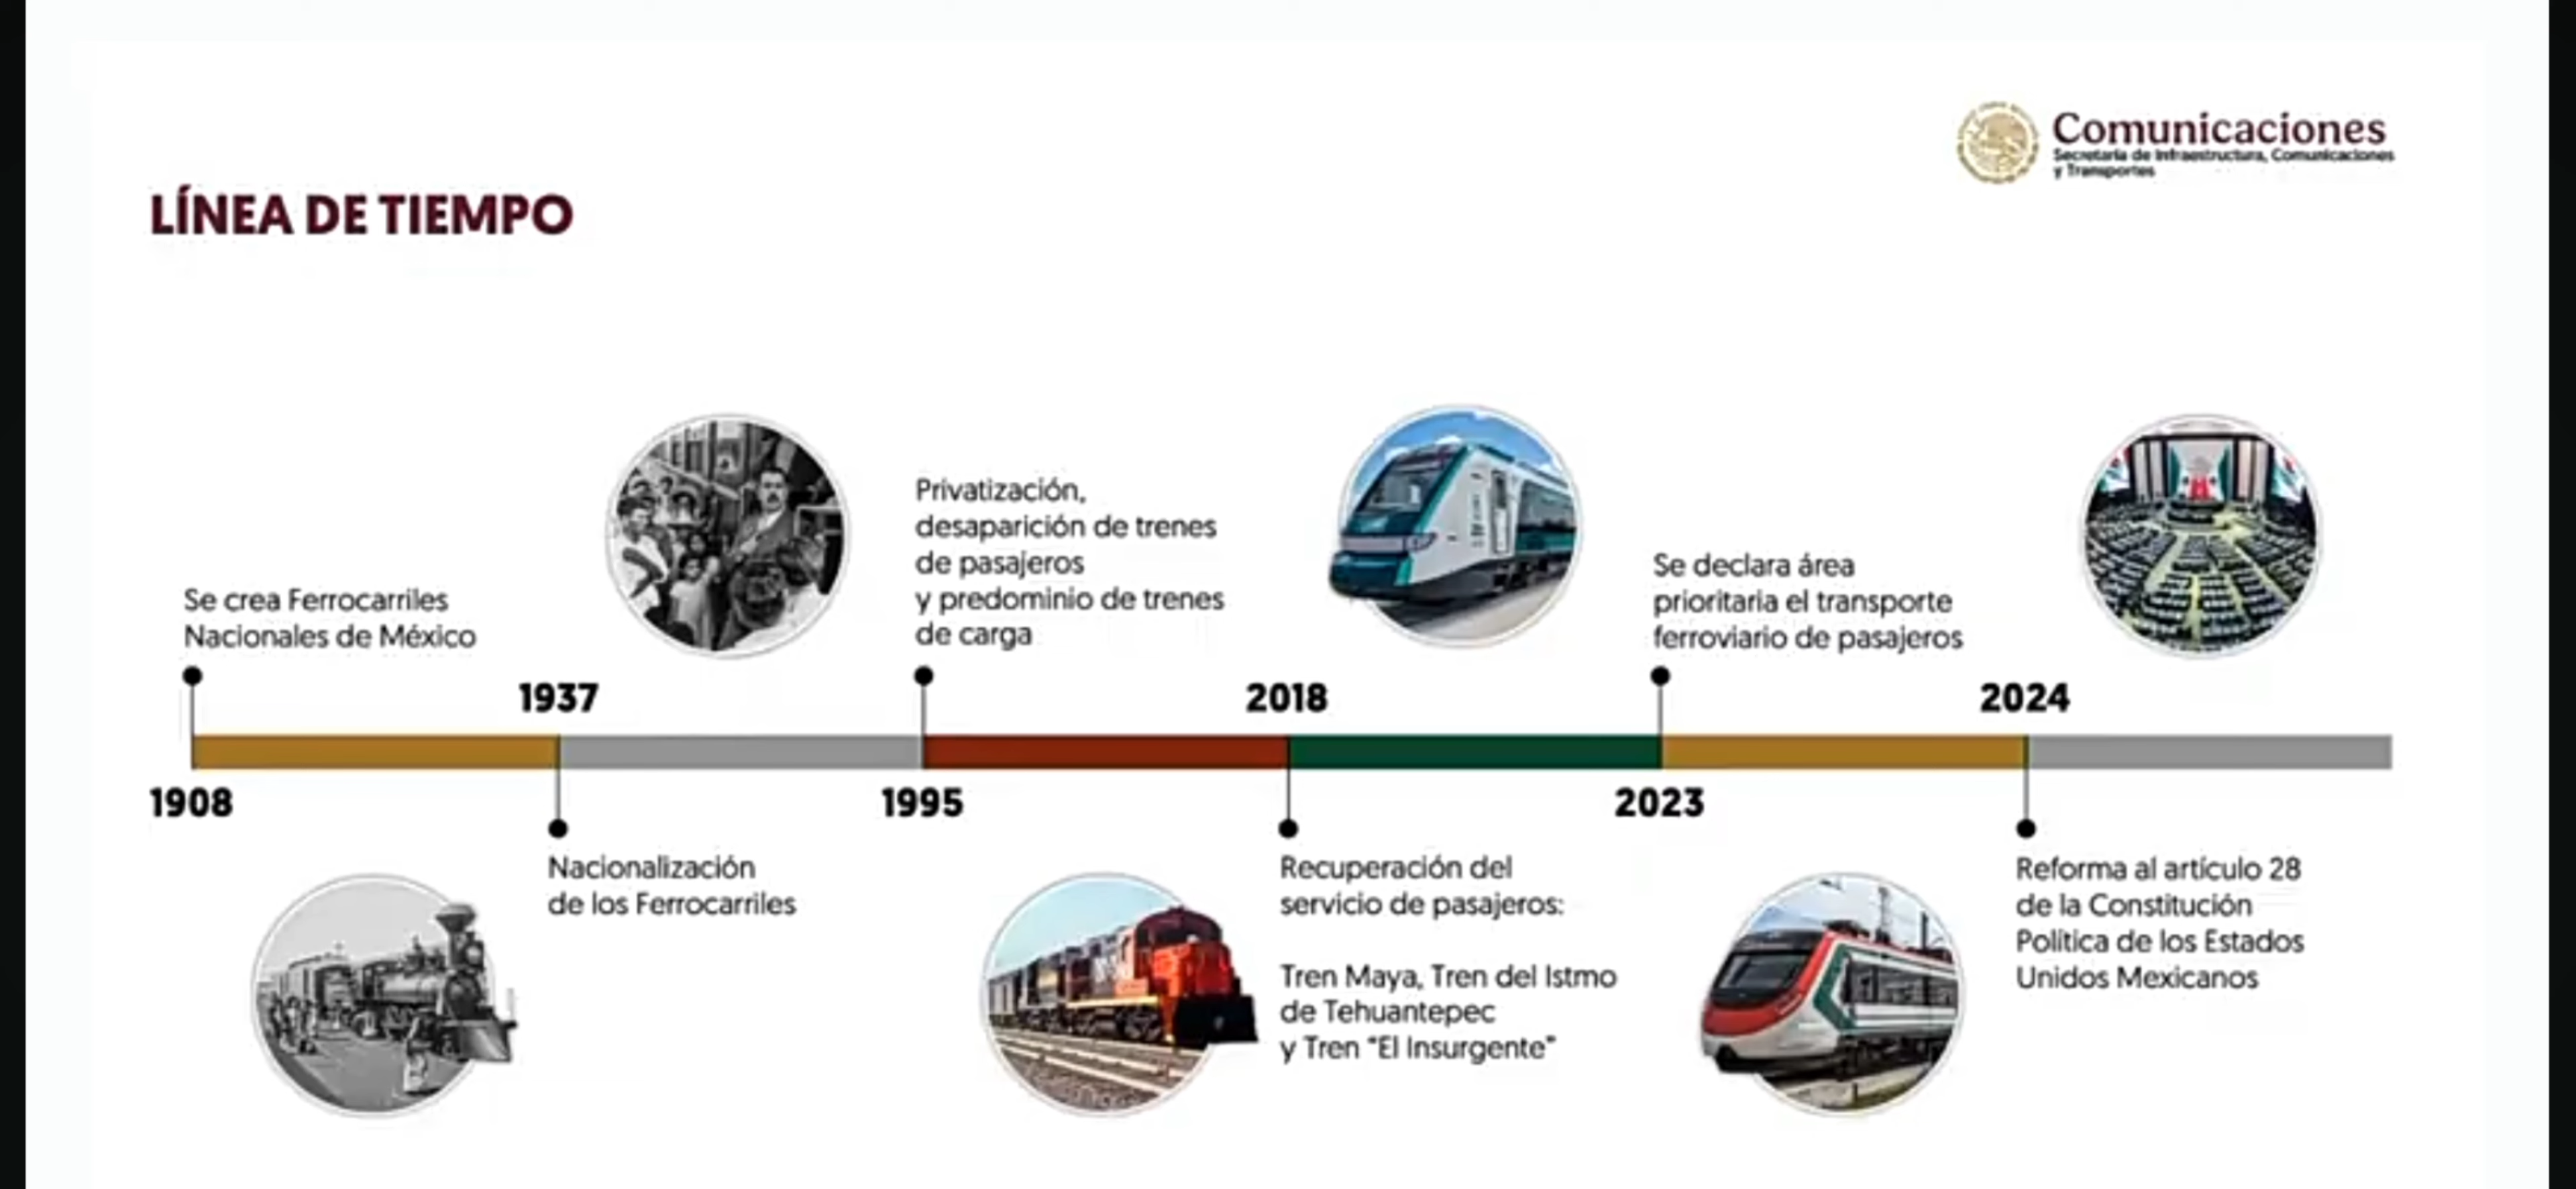 Comunicaciones
Secretaría de Infraestructura, Comunicaciones
y Transportes
LÍNEA DE TIEMPO
Se crea Ferrocarriles
Nacionales de México
1908
1937
Nacionalización
de los Ferrocarriles
Privatización,
desaparición de trenes
de pasajeros
y predominio de trenes
de carga
1995
2018
Recuperación del
servicio de pasajeros:
Tren Maya, Tren del Istmo
de Tehuantepec
y Tren "El Insurgente"
Se declara área
prioritaria el transporte
ferroviario de pasajeros
2023
2024
Reforma al artículo 28
de la Constitución
Política de los Estados
Unidos Mexicanos